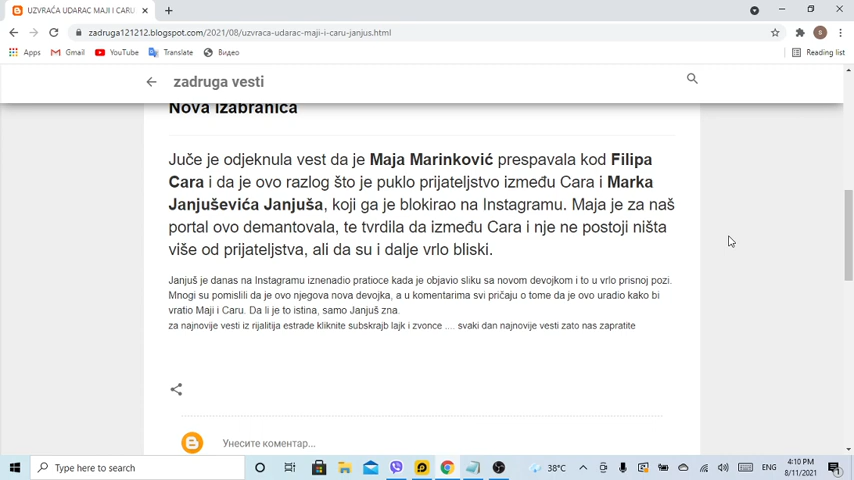 UZVRAĆA UDARAC MAJI I CARU
zadruga121212.blogspot.com/2021/08/uzvraca-udarac-maji-i-caru-janjus.html
Apps Gmail YouTube Translate Видео Reading list
zadruga vesti
Nova izabranica
Juče je odjeknula vest da je Maja Marinković prespavala kod Filipa
Cara i da je ovo razlog što je puklo prijateljstvo između Cara i Marka
Janjuševića Janjuša, koji ga je blokirao na Instagramu. Maja je za naš
portal ovo demantovala, te tvrdila da između Cara i nje ne postoji ništa
više od prijateljstva, ali da su i dalje vrlo bliski.
Janjuš je danas na Instagramu iznenadio pratioce kada je objavio sliku sa novom devojkom i to u vrlo prisnoj pozi.
Mnogi su pomislili da je ovo njegova nova devojka, a u komentarima svi pričaju o tome da je ovo uradio kako bi
vratio Maji i Caru. Da li je to istina, samo Janjuš zna.
za najnovije vesti iz rijalitija estrade kliknite subskrajb lajk i zvonce .... svaki dan najnovije vesti zato nas zapratite
Унесите коментар...
Type here to search
38°C
ENG
4:10 PM
8/11/2021